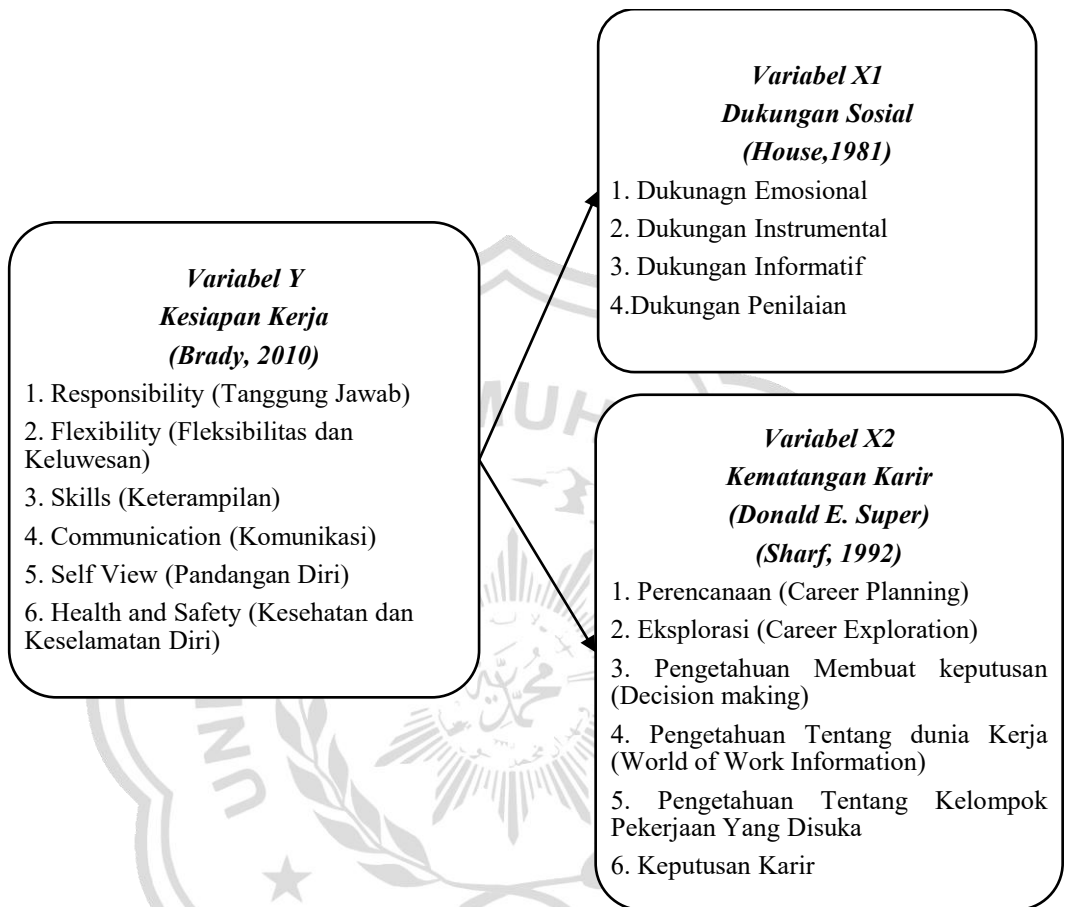 Variabel X1
Dukungan Sosial
(House,1981)
1. Dukunagn Emosional
2. Dukungan Instrumental
3. Dukungan Informatif
4.Dukungan Penilaian
Variabel Y
Kesiapan Kerja
(Brady, 2010)
1. Responsibility (Tanggung Jawab)
2. Flexibility (Fleksibilitas dan
Keluwesan)
3. Skills (Keterampilan)
4. Communication (Komunikasi)
5. Self View (Pandangan Diri)
6. Health and Safety (Kesehatan dan
Keselamatan Diri)
Variabel X2
Kematangan Karir
(Donald E. Super)
(Sharf, 1992)
1. Perencanaan (Career Planning)
2. Eksplorasi (Career Exploration)
3. Pengetahuan Membuat keputusan
(Decision making)
4. Pengetahuan Tentang dunia Kerja
(World of Work Information)
5. Pengetahuan Tentang Kelompok
Pekerjaan Yang Disuka
6. Keputusan Karir
MUH
UNI